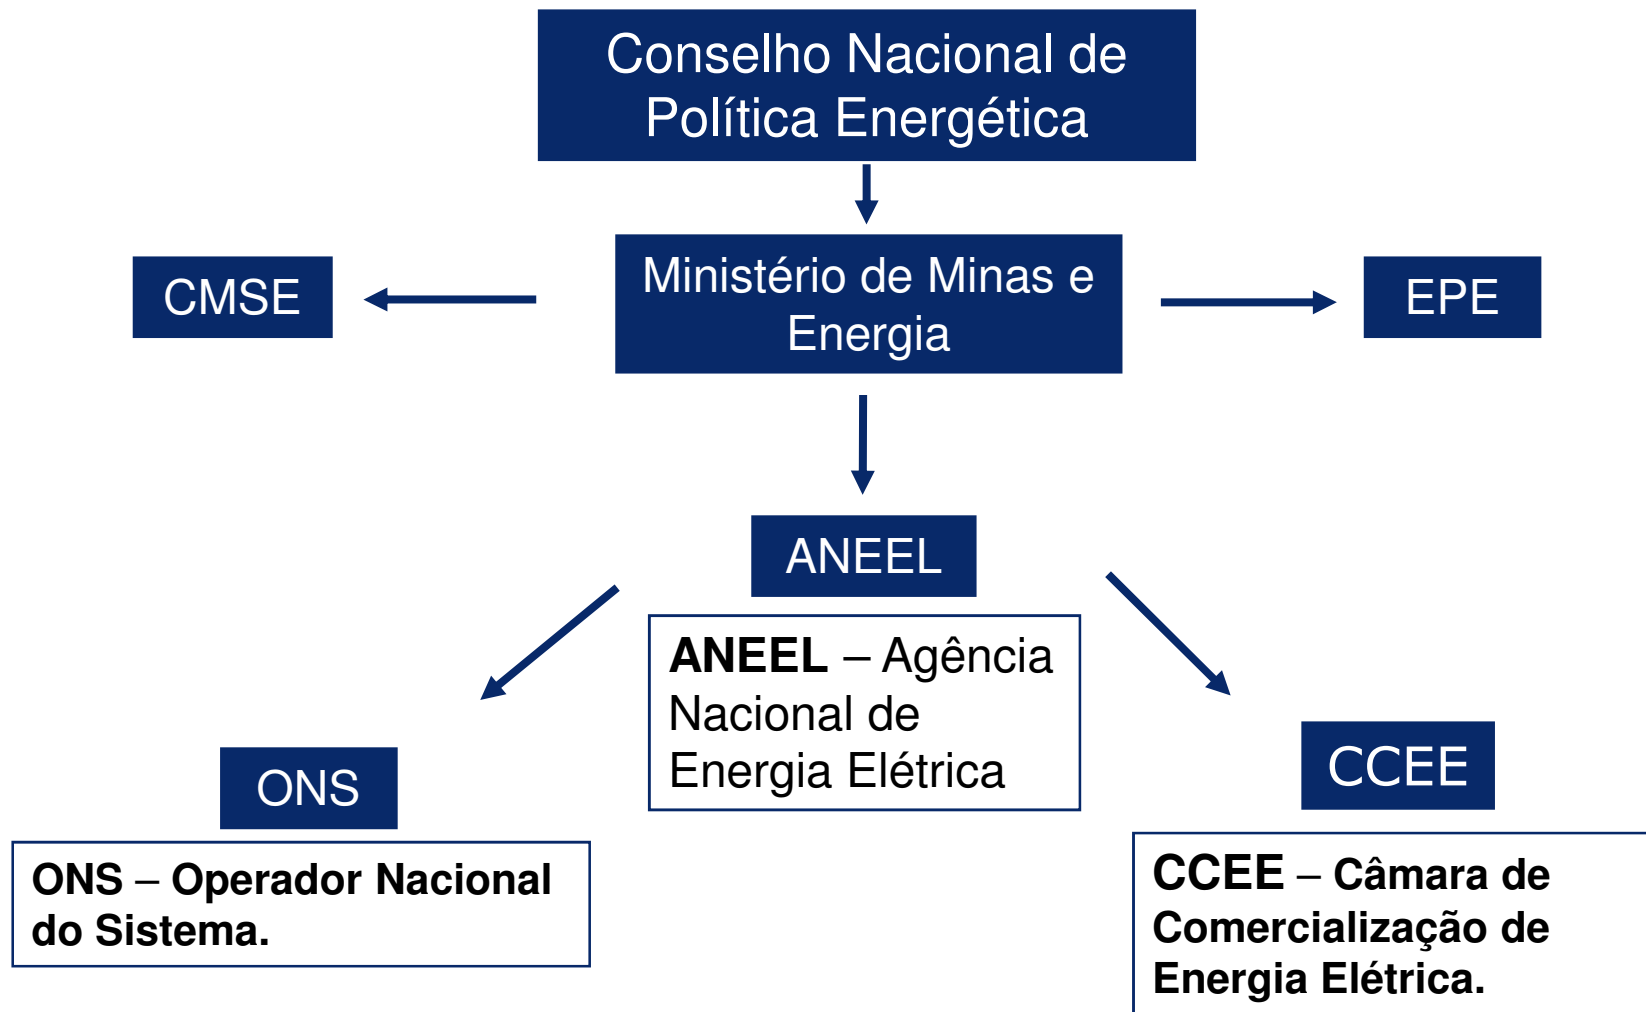 Conselho Nacional de
Política Energética
CMSE
Ministério de Minas e
Energia
EPE
ANEEL
ANEEL – Agência
Nacional de
Energia Elétrica
ONS
ONS – Operador Nacional
do Sistema.
CCEE
CCEE – Câmara de
Comercialização de
Energia Elétrica.